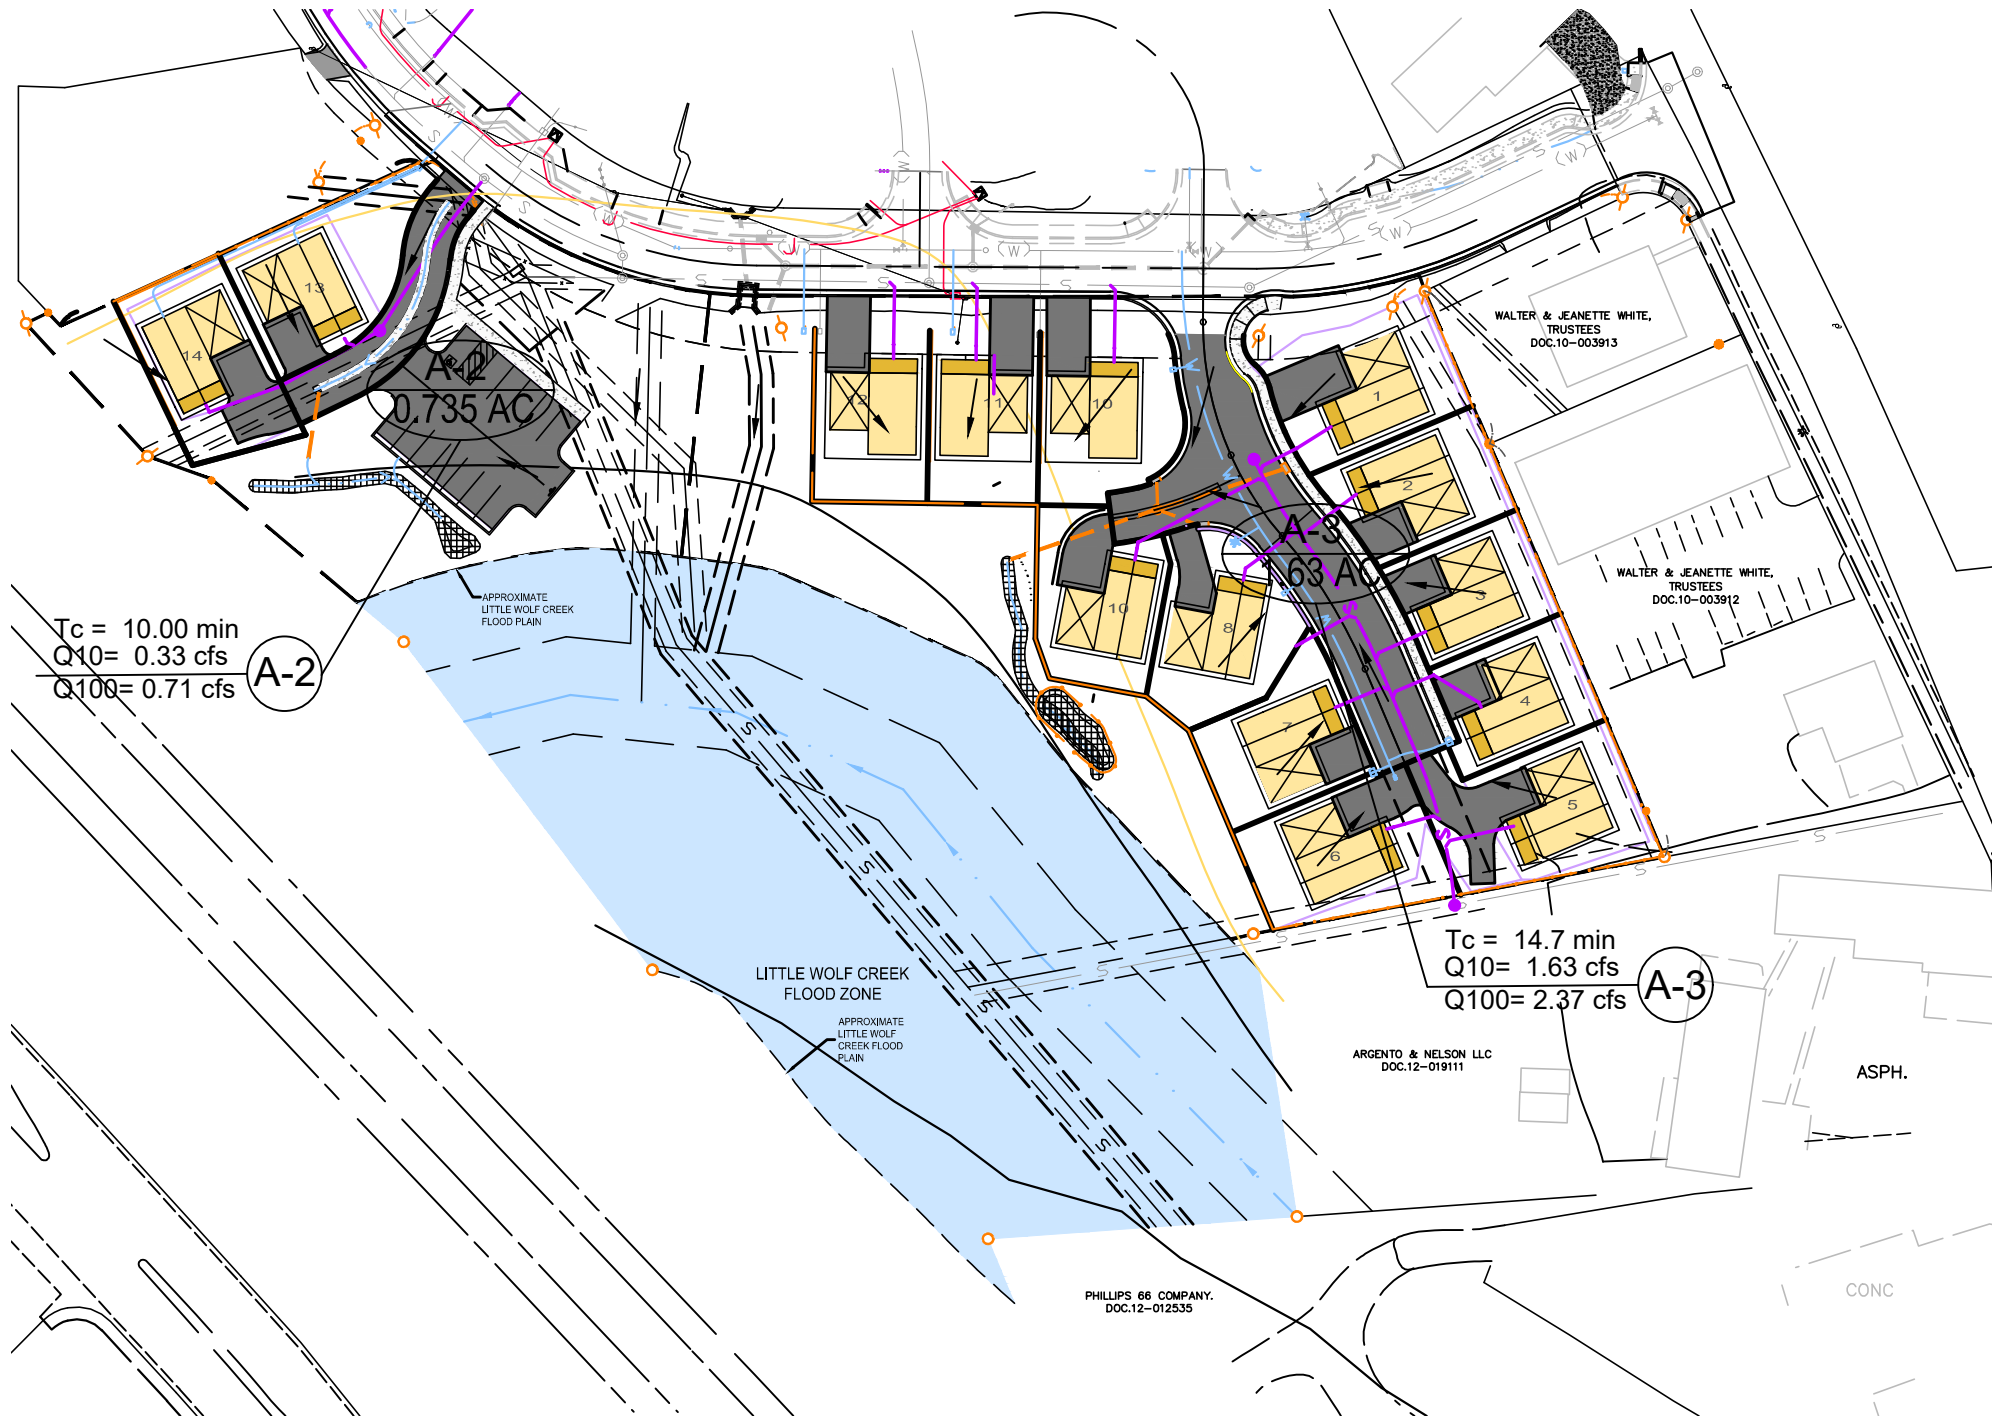 WALTER & JEANETTE WHITE,
TRUSTEES
DOC.10-003913
13
14
A-2
0.735 AC
12
11
10
1
2
3
4
5
6
7
8
10
A-3
63 AC
WALTER & JEANETTE WHITE,
TRUSTEES
DOC.10-003912
APPROXIMATE
LITTLE WOLF CREEK
FLOOD PLAIN
Tc = 10.00 min
Q10= 0.33 cfs
Q100= 0.71 cfs
A-2
Tc = 14.7 min
Q10= 1.63 cfs
Q100= 2.37 cfs
A-3
LITTLE WOLF CREEK
FLOOD ZONE
APPROXIMATE
LITTLE WOLF
CREEK FLOOD
PLAIN
ARGENTO & NELSON LLC
DOC.12-019111
ASPH.
CONC
PHILLIPS 66 COMPANY.
DOC.12-012535
(W)
(W)
(W)
(W)
S
S
S
S
S
S
S